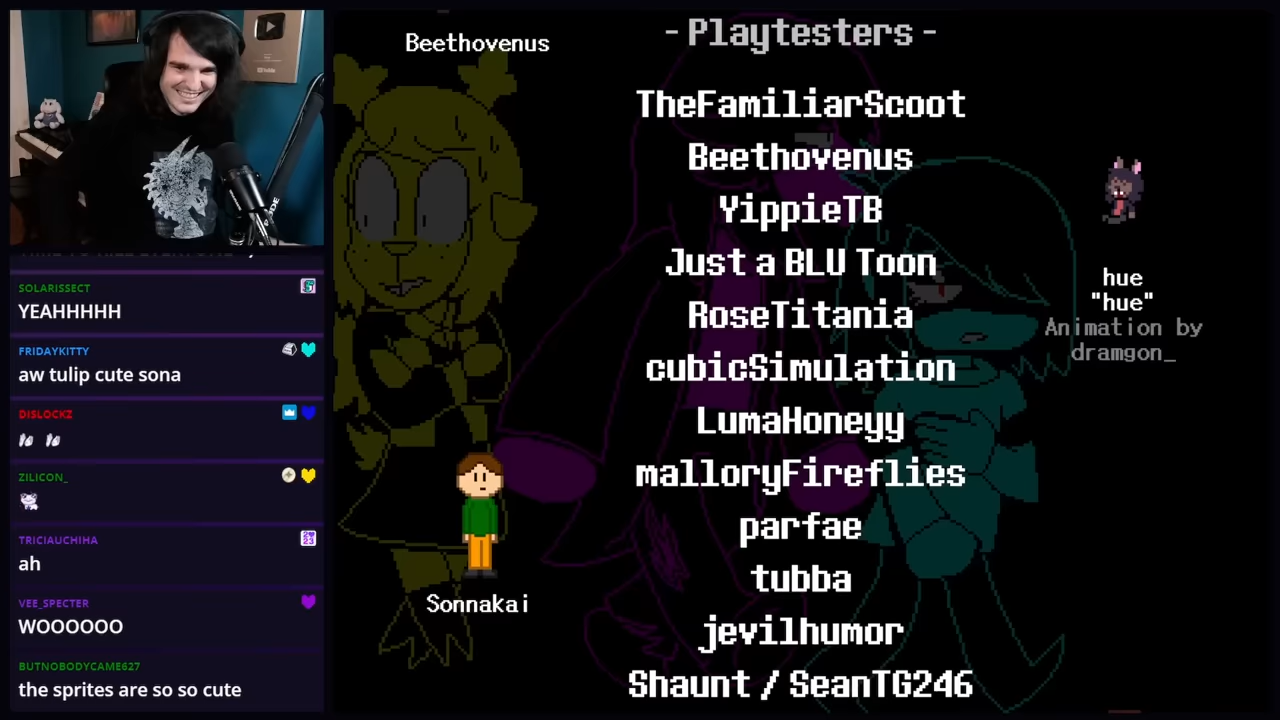 SOLARISSECT
YEAHHHHH
FRIDAYKITTY
aw tulip cute sona
DISLOCKZ
ZILICON_
TRICIAUCHIHA
ah
VEE_SPECTER
WOOOOOO
BUTNOBODYCAME627
the sprites are so so cute
Beethovenus
Sonnakai
- Playtesters -
TheFamiliarScoot
Beethovenus
YippieTB
Just a BLU Toon
RoseTitania
cubicSimulation
LumaHoneyy
malloryFireflies
parfae
tubba
jevilhumor
Shaunt / SeanTG246
hue
"hue"
Animation by
dramgon_